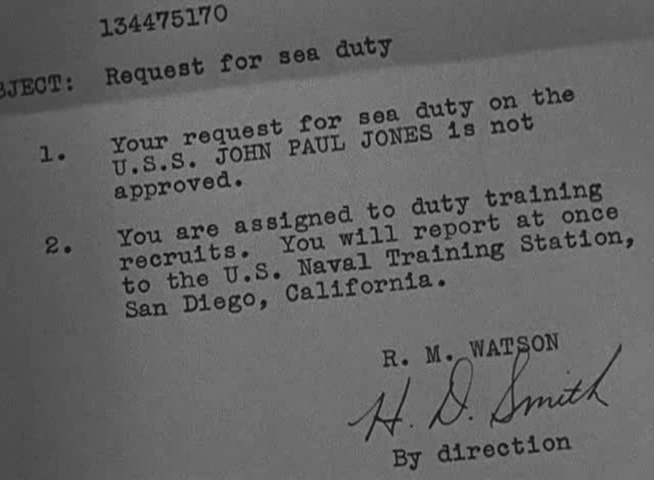 134475170
BJECT: Request for sea duty
1. Your request for sea duty on the
U.S.S. JOHN PAUL JONES is not
approved.
2. You are assigned to duty training
recruits. You will report at once
to the U.S. Naval Training Station,
San Diego, California.
R. M. WATSON
H. D. Smith
By direction